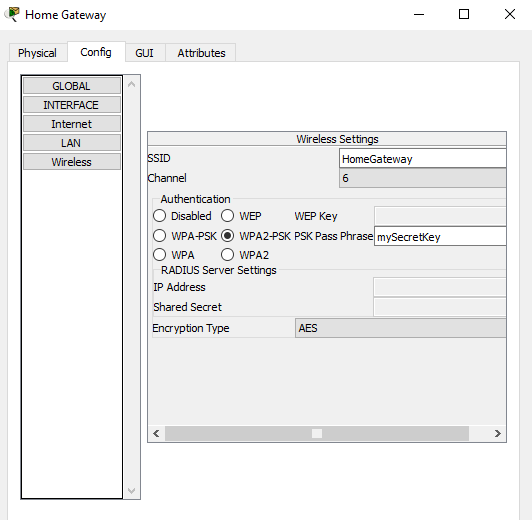 Home Gateway
Physical Config GUI Attributes
GLOBAL
INTERFACE
Internet
LAN
Wireless
Wireless Settings
SSID HomeGateway
Channel 6
Authentication
Disabled WEP WEP Key
WPA-PSK WPA2-PSK PSK Pass Phrase mySecretKey
WPA WPA2
RADIUS Server Settings
IP Address
Shared Secret
Encryption Type AES